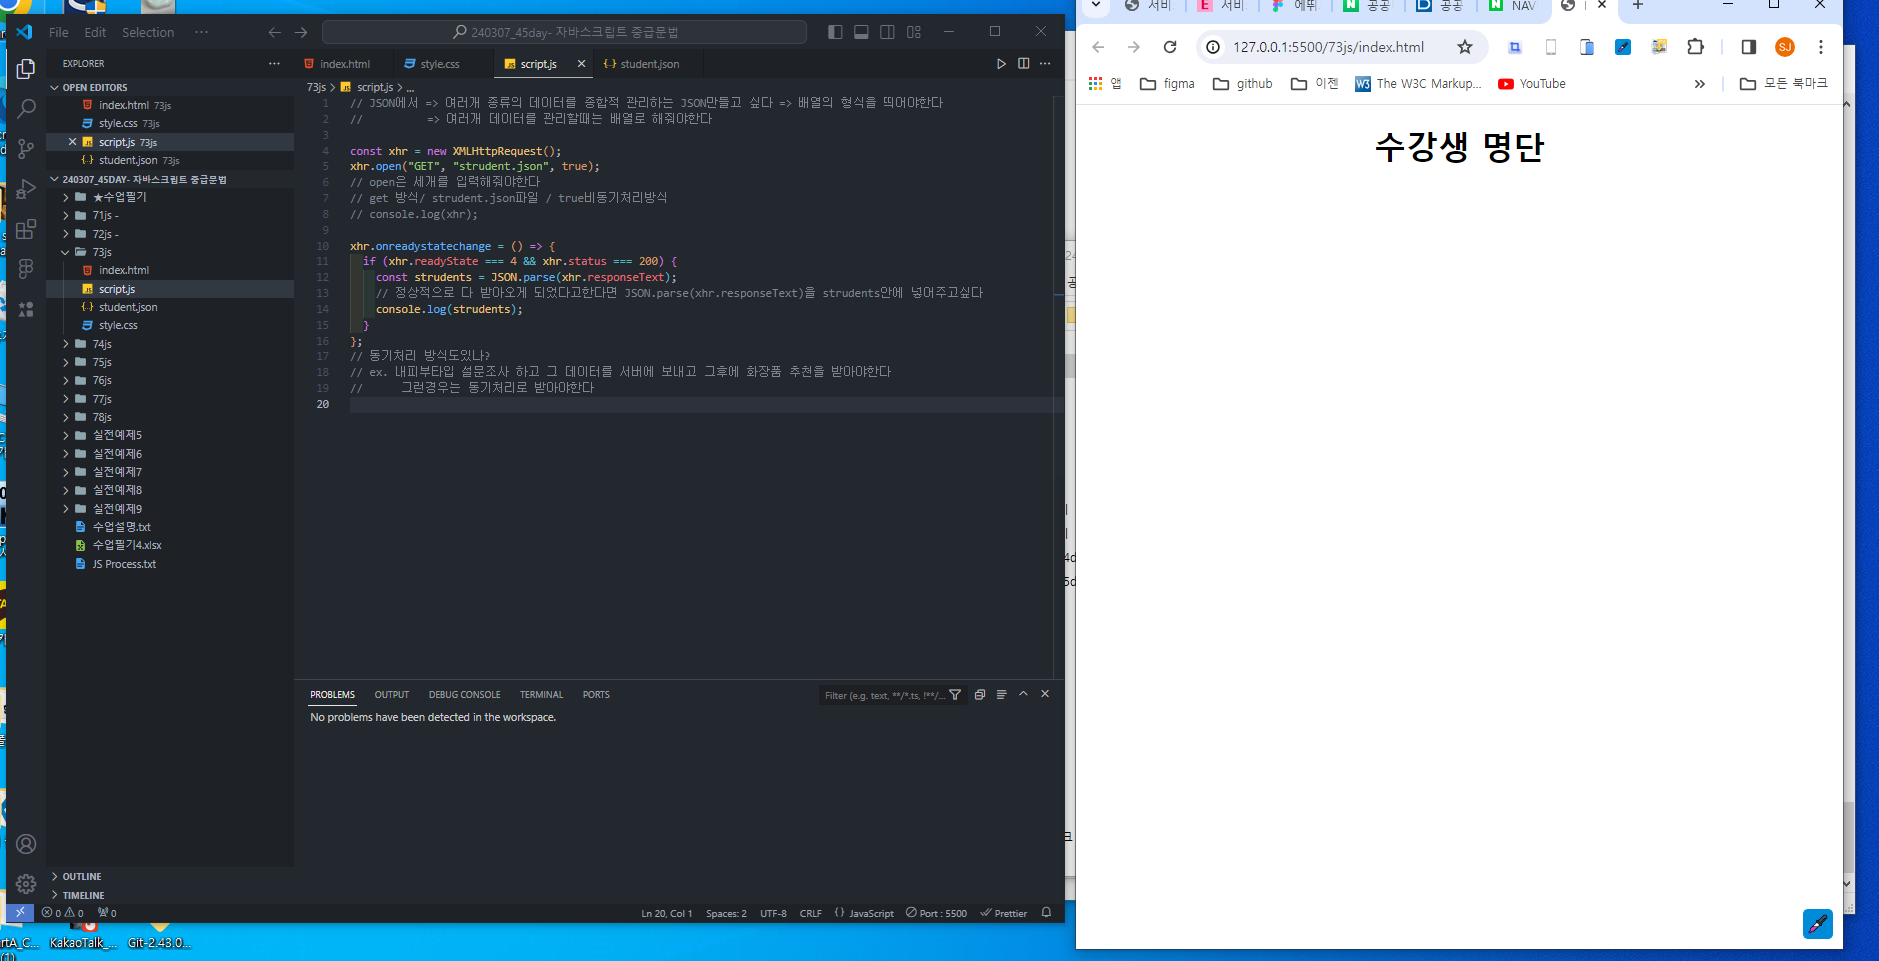 File Edit Selection ··· 240307_45day- 자바스크립트 중급문법
EXPLORER
OPEN EDITORS
index.html 73js
style.css 73js
script.js 73js
student.json 73js
240307_45DAY- 자바스크립트 중급문법
★수업필기
71js -
72js -
73js
index.html
script.js
student.json
style.css
74js
75js
76js
77js
78js
실전예제5
실전예제6
실전예제7
실전예제8
실전예제9
수업설명.txt
수업필기4.xlsx
JS Process.txt
OUTLINE
TIMELINE
index.html style.css script.js student.json
73js > script.js > ...
1 // JSON에서 => 여러개 종류의 데이터를 종합적 관리하는 JSON만들고 싶다 => 배열의 형식을 띄어야한다
2 // => 여러개 데이터를 관리할때는 배열로 해줘야한다
3
4 const xhr = new XMLHttpRequest();
5 xhr.open("GET", "strudent.json", true);
6 // open은 세개를 입력해줘야한다
7 // get 방식/ strudent.json파일 / true비동기처리방식
8 // console.log(xhr);
9
10 xhr.onreadystatechange = () => {
11 if (xhr.readyState === 4 && xhr.status === 200) {
12 const strudents = JSON.parse(xhr.responseText);
13 // 정상적으로 다 받아오게 되었다고한다면 JSON.parse(xhr.responseText)을 strudents안에 넣어주고싶다
14 console.log(strudents);
15 }
16 };
17 // 동기처리 방식도있나?
18 // ex. 내피부타입 설문조사 하고 그 데이터를 서버에 보내고 그후에 화장품 추천을 받아야한다
19 // 그런경우는 동기처리로 받아야한다
20
PROBLEMS OUTPUT DEBUG CONSOLE TERMINAL PORTS Filter (e.g. text, **/*.ts, !**/...
No problems have been detected in the workspace.
0 0 0 Ln 20, Col 1 Spaces: 2 UTF-8 CRLF {} JavaScript Port : 5500 Prettier
KakaoTalk_... Git-2.43.0...
(1)
서비 E 서비 에뛰 N 공공 공공 N NAV
127.0.0.1:5500/73js/index.html SJ
앱 figma github 이젠 W3 The W3C Markup... YouTube 모든 북마크
수강생 명단